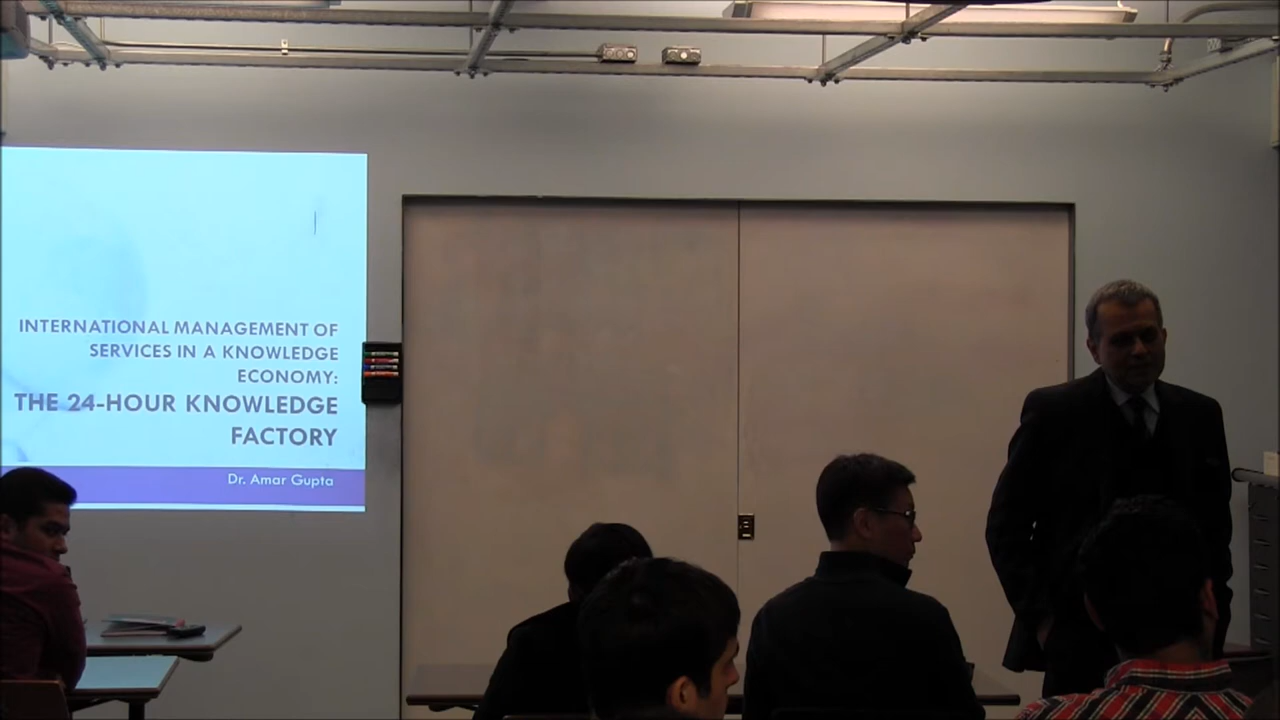 INTERNATIONAL MANAGEMENT OF
SERVICES IN A KNOWLEDGE
ECONOMY:
THE 24-HOUR KNOWLEDGE
FACTORY
Dr. Amar Gupta